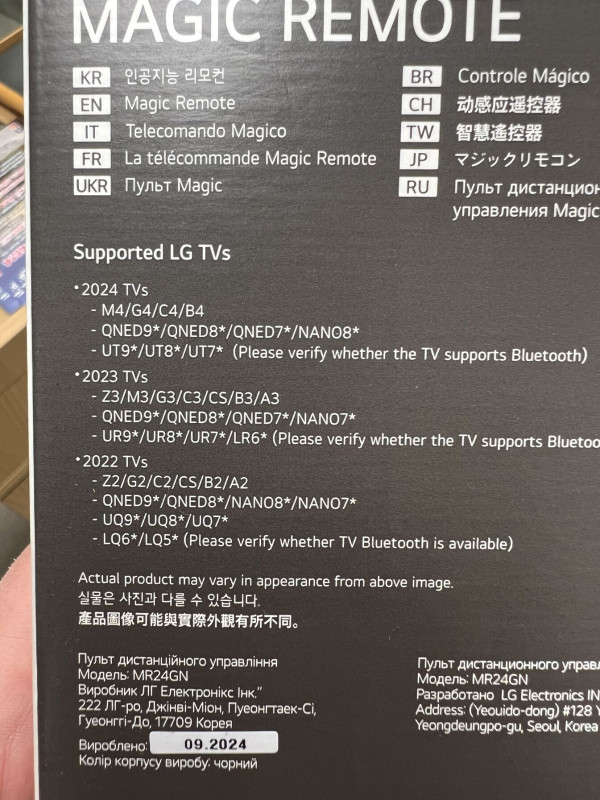 MAGIC REMOTE
KR 인공지능 리모컨
EN Magic Remote
IT Telecomando Magico
FR La télécommande Magic Remote
UKR Пульт Magic
BR Controle Mágico
CH 动感应遥控器
TW 智慧遙控器
JP マジックリモコン
RU Пульт дистанцион
управления Magic
Supported LG TVs
•2024 TVs
- M4/G4/C4/B4
- QNED9*/QNED8*/QNED7*/NANO8*
- UT9*/UT8*/UT7* (Please verify whether the TV supports Bluetooth)
•2023 TVs
- Z3/M3/G3/C3/CS/B3/A3
- QNED9*/QNED8*/QNED7*/NANO7*
- UR9*/UR8*/UR7*/LR6* (Please verify whether the TV supports Bluetoo
•2022 TVs
- Z2/G2/C2/CS/B2/A2
- QNED9*/QNED8*/NANO8*/NANO7*
- UQ9*/UQ8*/UQ7*
- LQ6*/LQ5* (Please verify whether TV Bluetooth is available)
Actual product may vary in appearance from above image.
실물은 사진과 다를 수 있습니다.
產品圖像可能與實際外觀有所不同。
Пульт дистанційного управління
Модель: MR24GN
Виробник ЛГ Електронікс Інк."
222 ЛГ-ро, Джінві-Міон, Пуеонгтаек-Сі,
Гуеонггі-До, 17709 Корея
Вироблено: 09.2024
Колір корпусу виробу: чорний
Пульт дистанционного управл
Модель: MR24GN
Разработано LG Electronics IN
Address: (Yeouido-dong) #128 Y
Yeongdeungpo-gu, Seoul, Korea